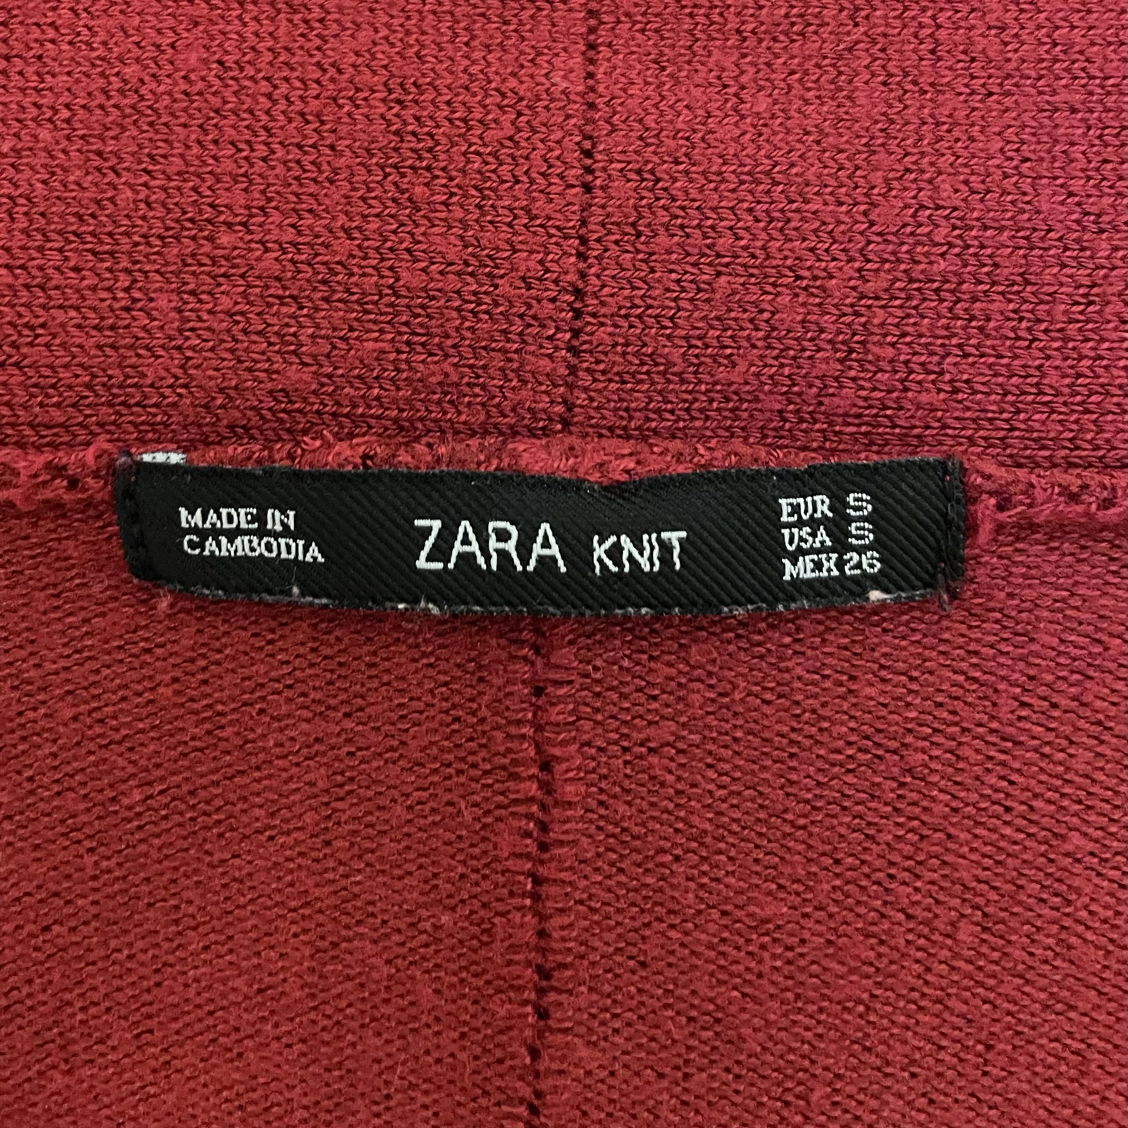 MADE IN
CAMBODIA
ZARA KNIT
EUR S
USA S
MEX 26